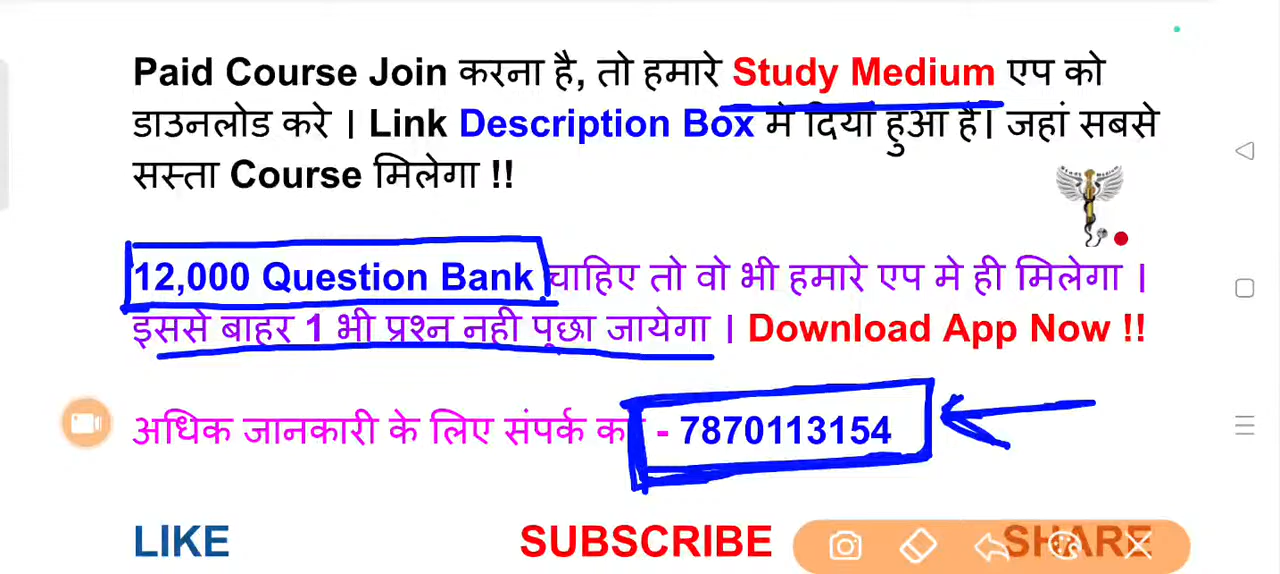 Paid Course Join करना है, तो हमारे Study Medium एप को
डाउनलोड करे । Link Description Box मे दिया हुआ है। जहां सबसे
सस्ता Course मिलेगा !!
Study Medium
12,000 Question Bank चाहिए तो वो भी हमारे एप मे ही मिलेगा ।
इससे बाहर 1 भी प्रश्न नही पूछा जायेगा । Download App Now !!
अधिक जानकारी के लिए संपर्क - 7870113154
LIKE SUBSCRIBE SHARE